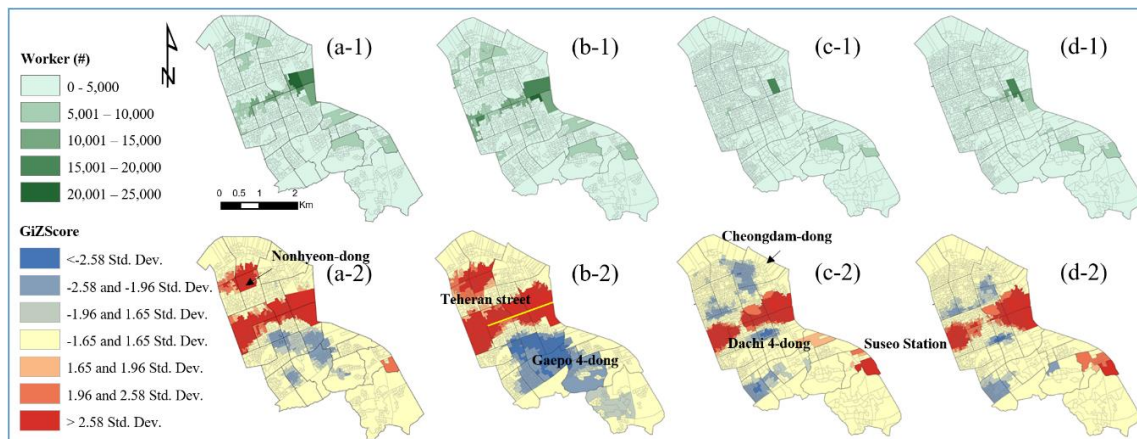 Worker (#)
0 - 5,000
5,001 – 10,000
10,001 – 15,000
15,001 – 20,000
20,001 – 25,000
N
0 0.5 1 2
Km
(a-1)
(b-1)
(c-1)
(d-1)
GiZScore
<-2.58 Std. Dev.
-2.58 and -1.96 Std. Dev.
-1.96 and 1.65 Std. Dev.
-1.65 and 1.65 Std. Dev.
1.65 and 1.96 Std. Dev.
1.96 and 2.58 Std. Dev.
> 2.58 Std. Dev.
Nonhyeon-dong
(a-2)
(b-2)
Teheran street
Gaepo 4-dong
Cheongdam-dong
(c-2)
Dachi 4-dong
Suseo Station
(d-2)